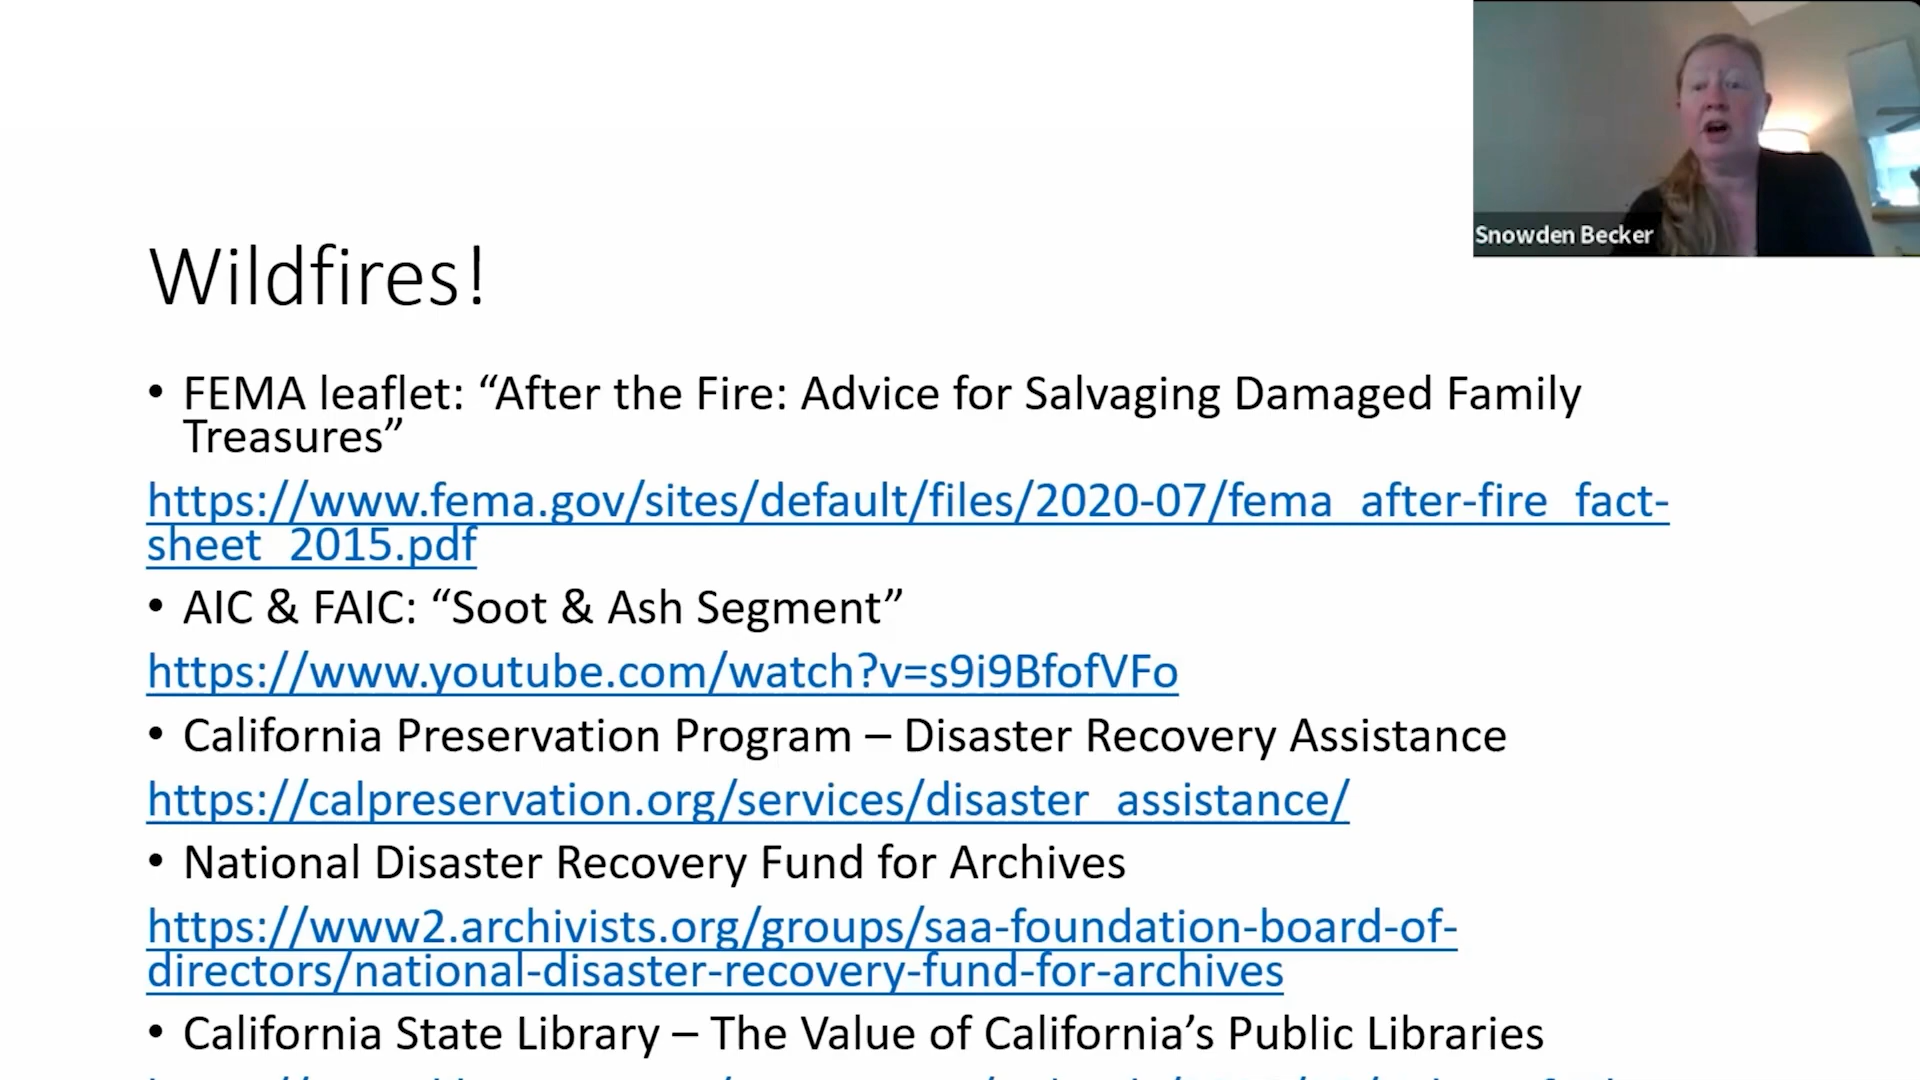 Snowden Becker
Wildfires!
• FEMA leaflet: “After the Fire: Advice for Salvaging Damaged Family
Treasures”
https://www.fema.gov/sites/default/files/2020-07/fema_after-fire_fact-
sheet_2015.pdf
• AIC & FAIC: “Soot & Ash Segment”
https://www.youtube.com/watch?v=s9i9BfofVFo
• California Preservation Program – Disaster Recovery Assistance
https://calpreservation.org/services/disaster_assistance/
• National Disaster Recovery Fund for Archives
https://www2.archivists.org/groups/saa-foundation-board-of-
directors/national-disaster-recovery-fund-for-archives
• California State Library – The Value of California’s Public Libraries